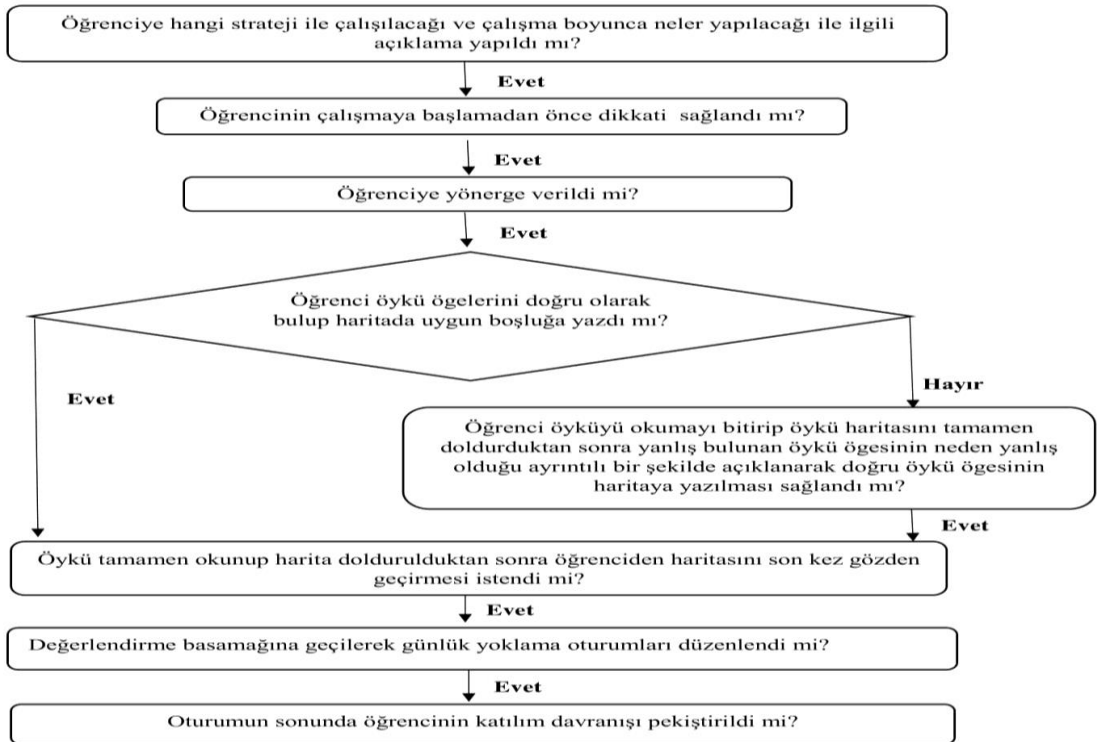 Öğrenciye hangi strateji ile çalışılacağı ve çalışma boyunca neler yapılacağı ile ilgili
açıklama yapıldı mı?
Evet
Öğrencinin çalışmaya başlamadan önce dikkati sağlandı mı?
Evet
Öğrenciye yönerge verildi mi?
Evet
Öğrenci öykü ögelerini doğru olarak
bulup haritada uygun boşluğa yazdı mı?
Evet
Hayır
Öğrenci öyküyü okumayı bitirip öykü haritasını tamamen
doldurduktan sonra yanlış bulunan öykü ögesinin neden yanlış
olduğu ayrıntılı bir şekilde açıklanarak doğru öykü ögesinin
haritaya yazılması sağlandı mı?
Evet
Öykü tamamen okunup harita doldurulduktan sonra öğrenciden haritasını son kez gözden
geçirmesi istendi mi?
Evet
Değerlendirme basamağına geçilerek günlük yoklama oturumları düzenlendi mi?
Evet
Oturumun sonunda öğrencinin katılım davranışı pekiştirildi mi?